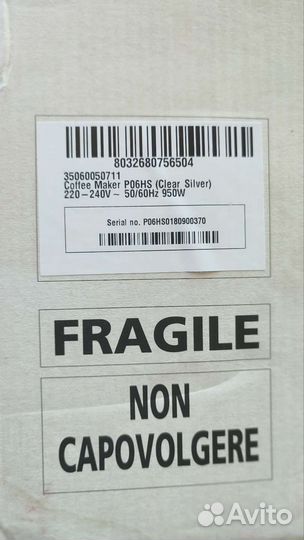 8032680756504
35060050711
Coffee Maker P06HS (Clear Silver)
220-240V~ 50/60Hz 950W
Serial no. P06HS0180900370
FRAGILE
NON
CAPOVOLGERE
Avito